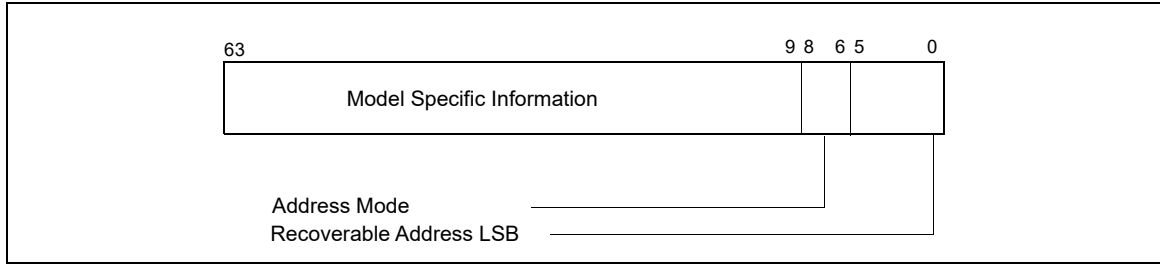 63 9 8 6 5 0
Model Specific Information
Address Mode
Recoverable Address LSB